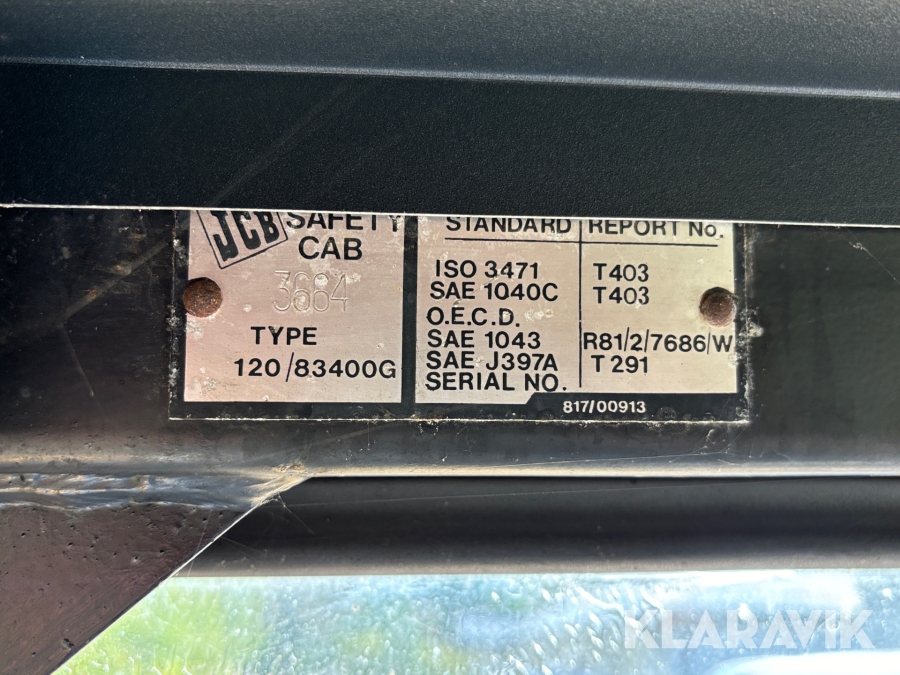 JCB SAFETY
CAB
3684
TYPE
120/83400G
STANDARD REPORT No.
ISO 3471 T403
SAE 1040C T403
O.E.C.D.
SAE 1043 R81/2/7686/W
SAE J397A T 291
SERIAL NO.
817/00913
KLARAVIK